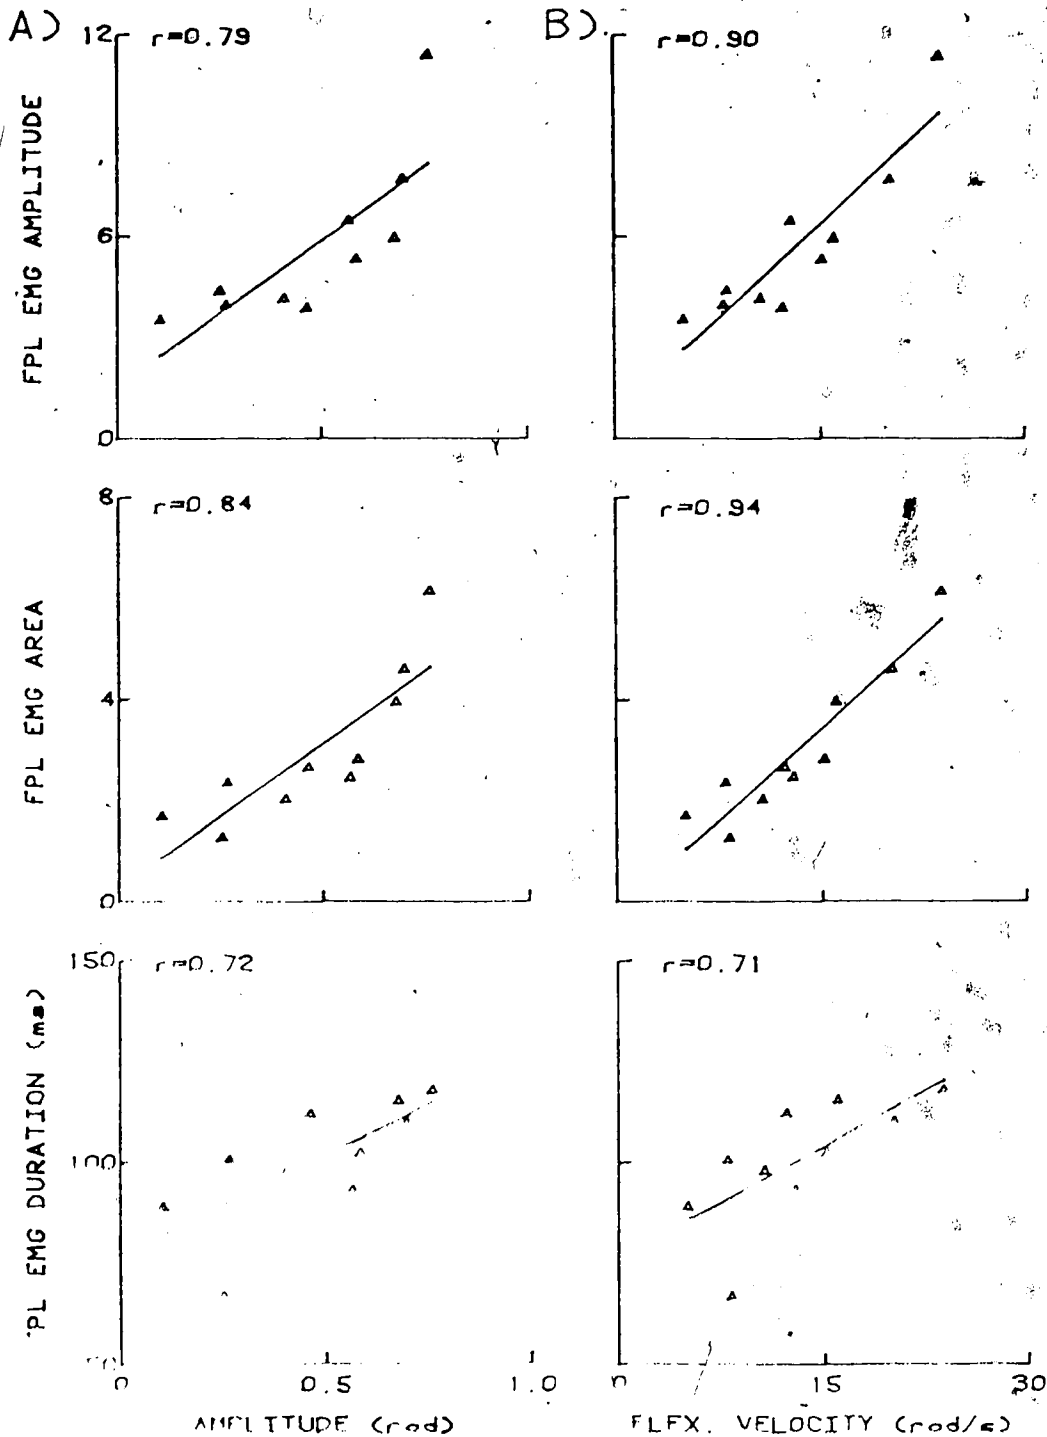 A)
B).
12
r=0.79
r=0.90
FPL EMG AMPLITUDE
6
0
8
r=0.84
r=0.94
FPL EMG AREA
4
0
150
r=0.72
r=0.71
PL EMG DURATION (ms)
100
0
0.5
1.0
15
30
AMPLITUDE (rad)
FLEX. VELOCITY (rad/s)